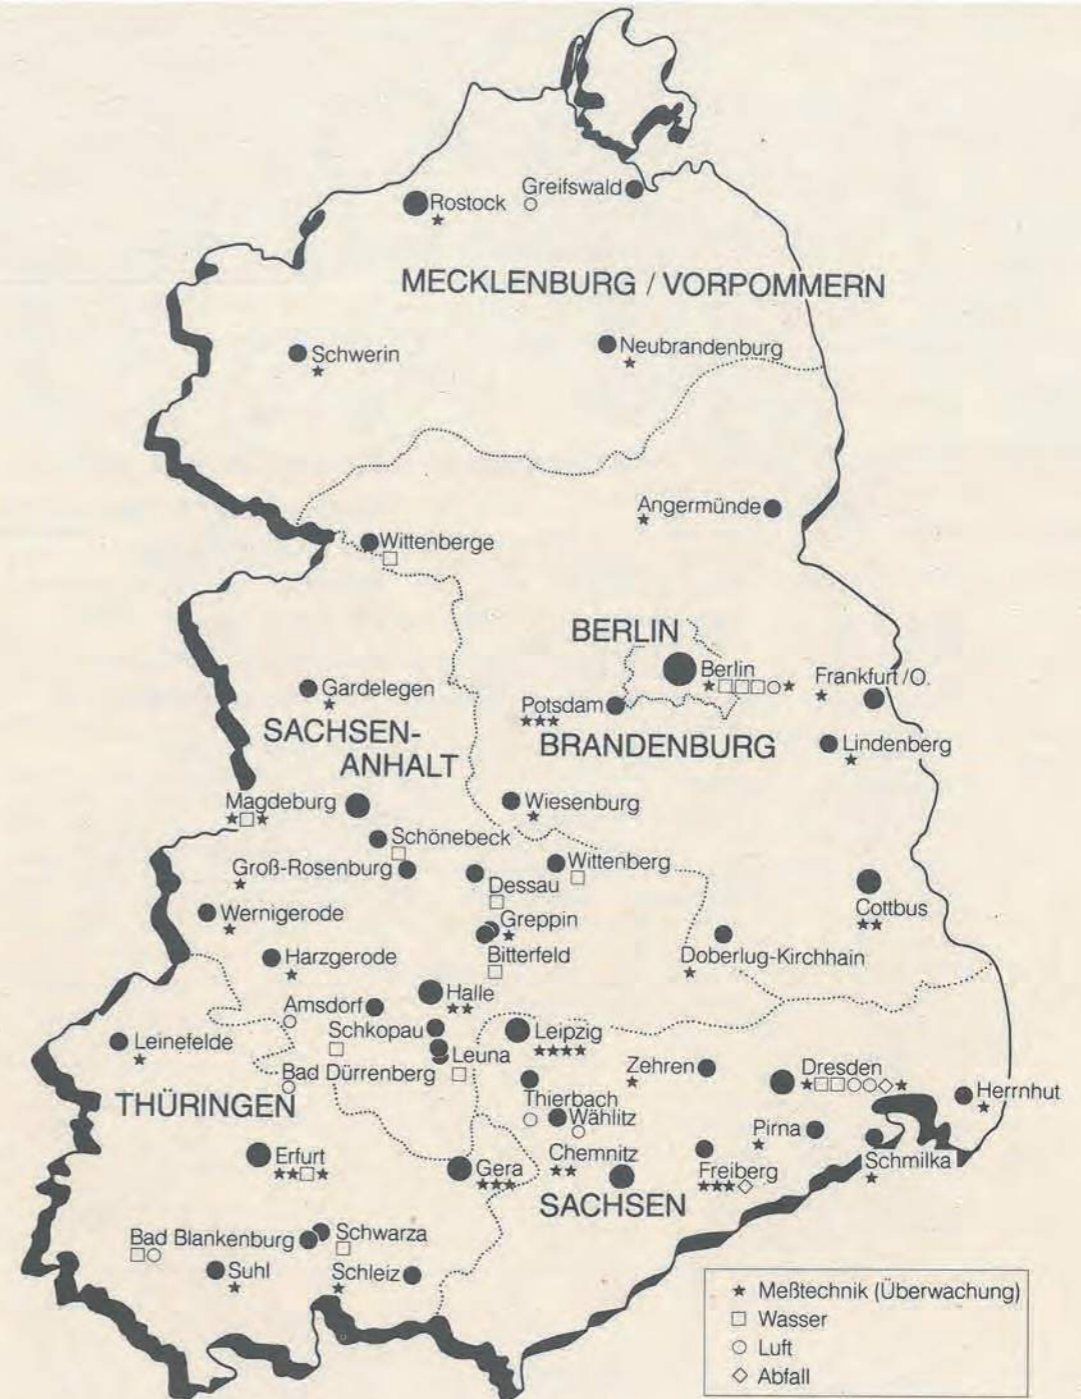 Greifswald
Rostock
MECKLENBURG / VORPOMMERN
Schwerin
Neubrandenburg
Angermünde
Wittenberge
BERLIN
Berlin
Frankfurt/O.
Gardelegen
Potsdam
SACHSEN-
ANHALT
BRANDENBURG
Lindenberg
Magdeburg
Wiesenburg
Schönebeck
Groß-Rosenburg
Wittenberg
Dessau
Wernigerode
Greppin
Cottbus
Bitterfeld
Harzgerode
Doberlug-Kirchhain
Halle
Amsdorf
Schkopau
Leipzig
Leinefelde
Leuna
Bad Dürrenberg
Zehren
Dresden
Herrnhut
THÜRINGEN
Thierbach
Wählitz
Pirna
Erfurt
Gera
Chemnitz
Freiberg
Schmilka
SACHSEN
Bad Blankenburg
Schwarza
Suhl
Schleiz
Meßtechnik (Überwachung)
Wasser
Luft
Abfall